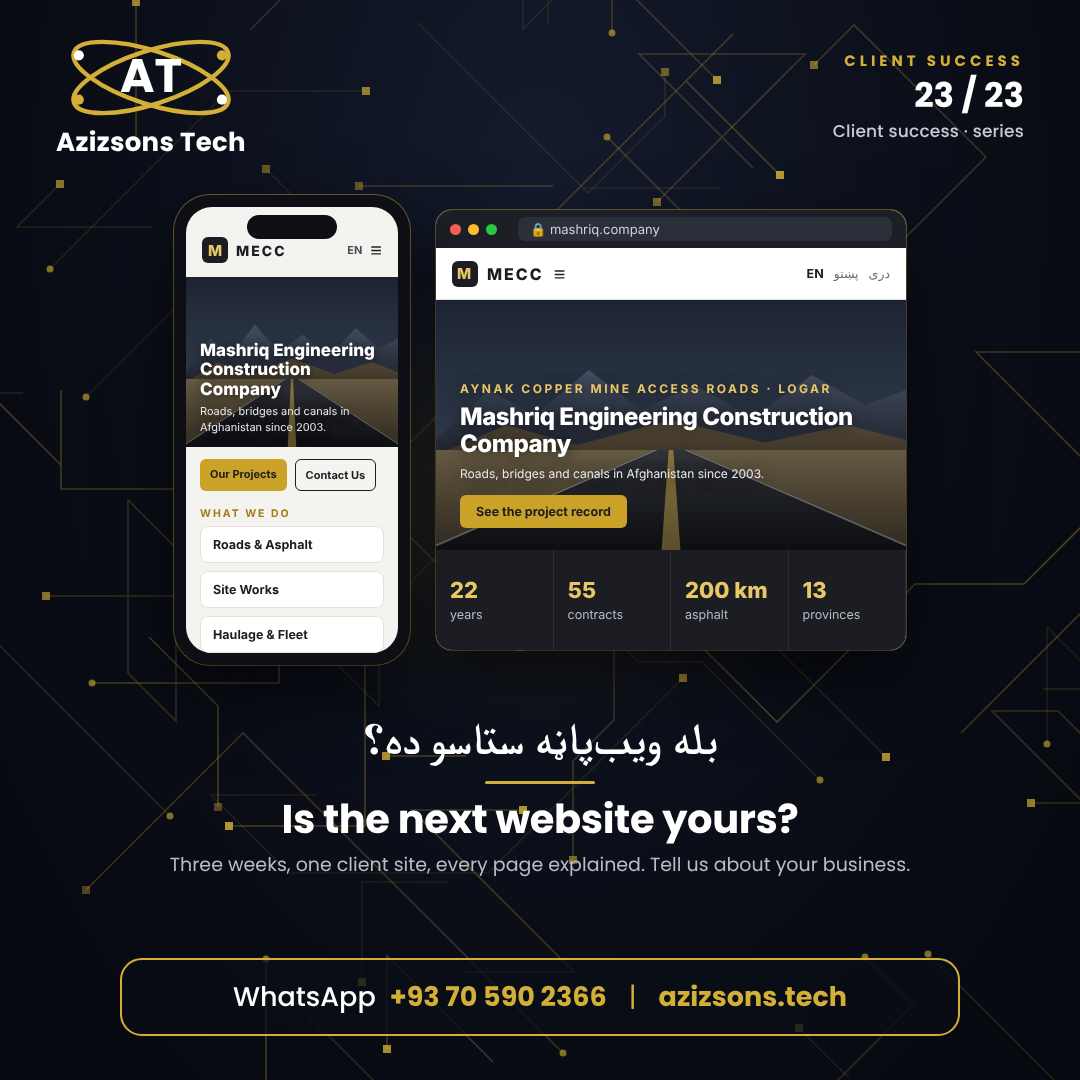 AT
Azizsons Tech
CLIENT SUCCESS
23 / 23
Client success · series
M MECC EN ≡
Mashriq Engineering
Construction
Company
Roads, bridges and canals in
Afghanistan since 2003.
Our Projects Contact Us
WHAT WE DO
Roads & Asphalt
Site Works
Haulage & Fleet
🔒 mashriq.company
M MECC ≡ EN پښتو دری
AYNAK COPPER MINE ACCESS ROADS · LOGAR
Mashriq Engineering Construction
Company
Roads, bridges and canals in Afghanistan since 2003.
See the project record
22 55 200 km 13
years contracts asphalt provinces
بله ویب‌پاڼه ستاسو ده؟
Is the next website yours?
Three weeks, one client site, every page explained. Tell us about your business.
WhatsApp +93 70 590 2366 | azizsons.tech